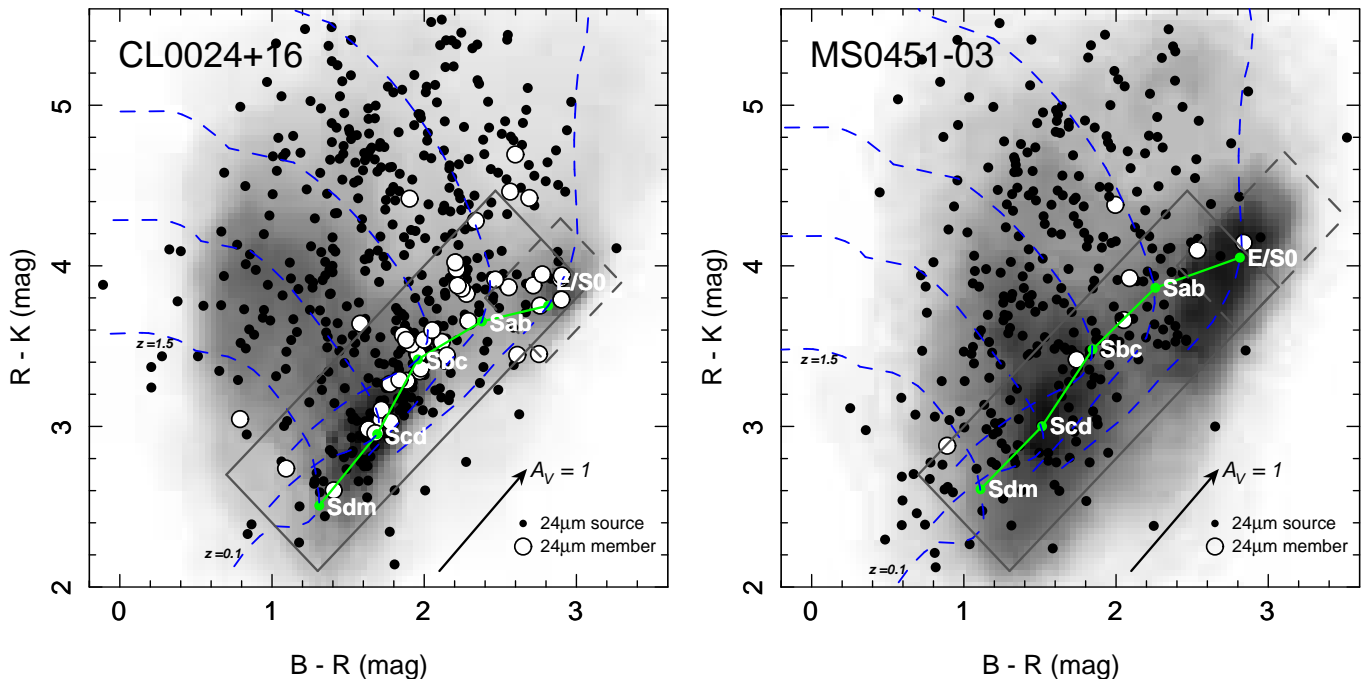 CL0024+16
MS0451-03
R - K (mag)
5
4
3
2
0
1
2
3
B - R (mag)
z=1.5
z=0.1
E/S0
Sab
Sbc
Scd
Sdm
A_V = 1
24μm source
24μm member
R - K (mag)
5
4
3
2
0
1
2
3
B - R (mag)
z=1.5
z=0.1
E/S0
Sab
Sbc
Scd
Sdm
A_V = 1
24μm source
24μm member